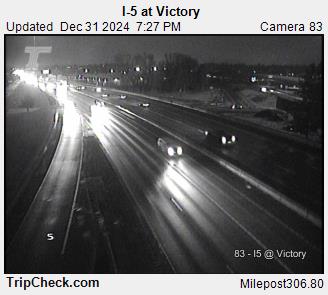 I-5 at Victory
Updated Dec 31 2024 7:27 PM Camera 83
S
83 - I5 @ Victory
TripCheck.com Milepost306.80